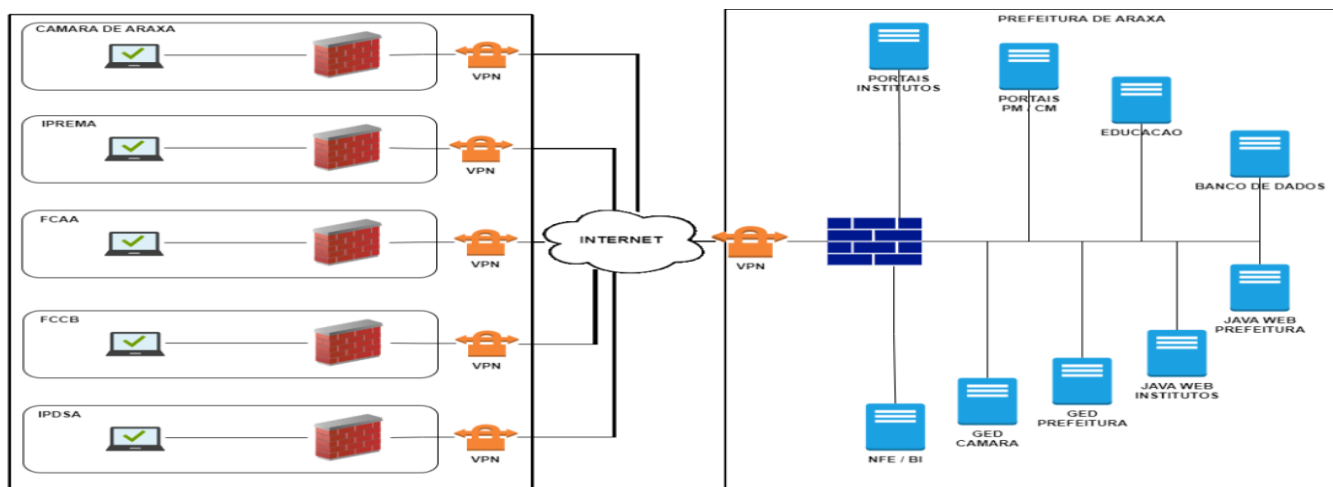 CAMARA DE ARAXA
VPN
IPREMA
VPN
FCAA
VPN
FCCB
VPN
IPDSA
VPN
INTERNET
PREFEITURA DE ARAXA
VPN
PORTAIS
INSTITUTOS
PORTAIS
PM / CM
EDUCACAO
BANCO DE DADOS
JAVA WEB
PREFEITURA
JAVA WEB
INSTITUTOS
GED
PREFEITURA
GED
CAMARA
NFE / BI